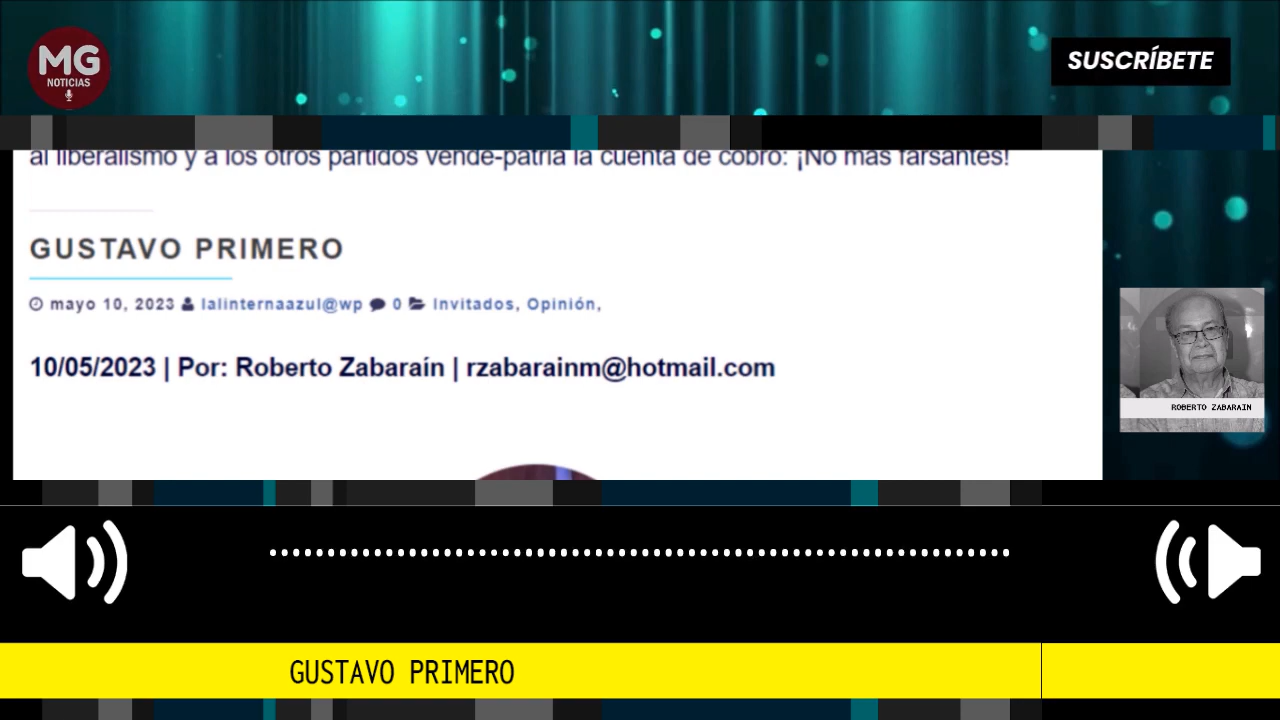 MG
NOTICIAS
SUSCRÍBETE
al liberalismo y a los otros partidos vende-patria la cuenta de cobro: ¡No más farsantes!
GUSTAVO PRIMERO
mayo 10, 2023 lalinternaazul@wp 0 Invitados, Opinión,
10/05/2023 | Por: Roberto Zabaraín | rzabarainm@hotmail.com
ROBERTO ZABARAIN
GUSTAVO PRIMERO